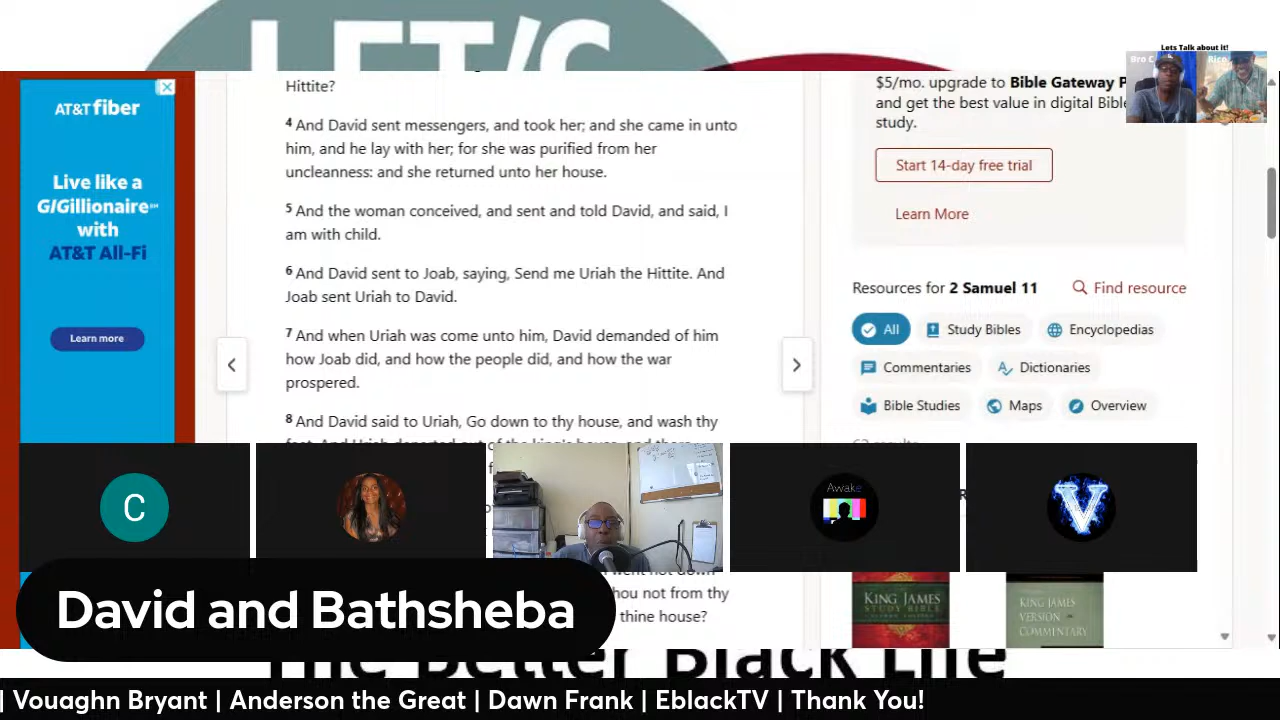 LET'S
Lets Talk about it!
Bro C
Rico
AT&T fiber
Live like a
GIGillionaire℠
with
AT&T All-Fi
Learn more
Hittite?
4 And David sent messengers, and took her; and she came in unto
him, and he lay with her; for she was purified from her
uncleanness: and she returned unto her house.
5 And the woman conceived, and sent and told David, and said, I
am with child.
6 And David sent to Joab, saying, Send me Uriah the Hittite. And
Joab sent Uriah to David.
7 And when Uriah was come unto him, David demanded of him
how Joab did, and how the people did, and how the war
prospered.
8 And David said to Uriah, Go down to thy house, and wash thy
thou not from thy
thine house?
$5/mo. upgrade to Bible Gateway P
and get the best value in digital Bible
study.
Start 14-day free trial
Learn More
Resources for 2 Samuel 11
Find resource
All
Study Bibles
Encyclopedias
Commentaries
Dictionaries
Bible Studies
Maps
Overview
C
Awake
V
KING JAMES
STUDY BIBLE
KING JAMES
VERSION
COMMENTARY
David and Bathsheba
The Better Black Life
| Vouaghn Bryant | Anderson the Great | Dawn Frank | EblackTV | Thank You!